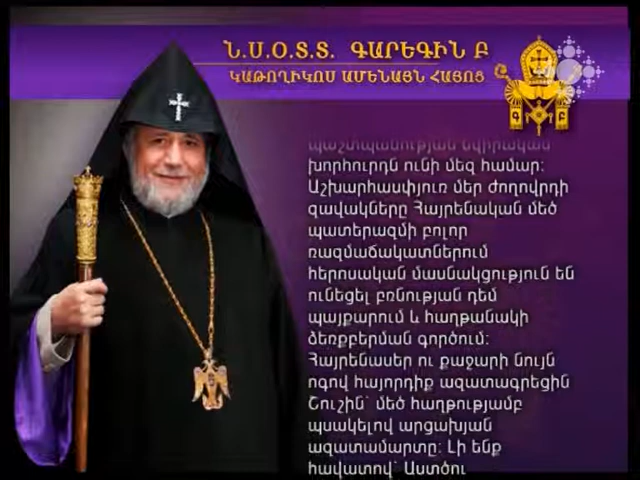 Ն.Ս.Օ.Տ.Տ. ԳԱՐԵԳԻՆ Բ
ԿԱԹՈՂԻԿՈՍ ԱՄԵՆԱՅՆ ՀԱՅՈՑ
Գ Բ
պաշտպանության նվիրական
խորհուրդն ունի մեզ համար:
Աշխարհասփյուռ մեր ժողովրդի
զավակները Հայրենական մեծ
պատերազմի բոլոր
ռազմաճակատներում
հերոսական մասնակցություն են
ունեցել բռնության դեմ
պայքարում և հաղթանակի
ձեռքբերման գործում:
Հայրենասեր ու քաջարի նույն
ոգով հայորդիք ազատագրեցին
Շուշին՝ մեծ հաղթությամբ
պսակելով արցախյան
ազատամարտը: Լի ենք
հավատով՝ Աստծու